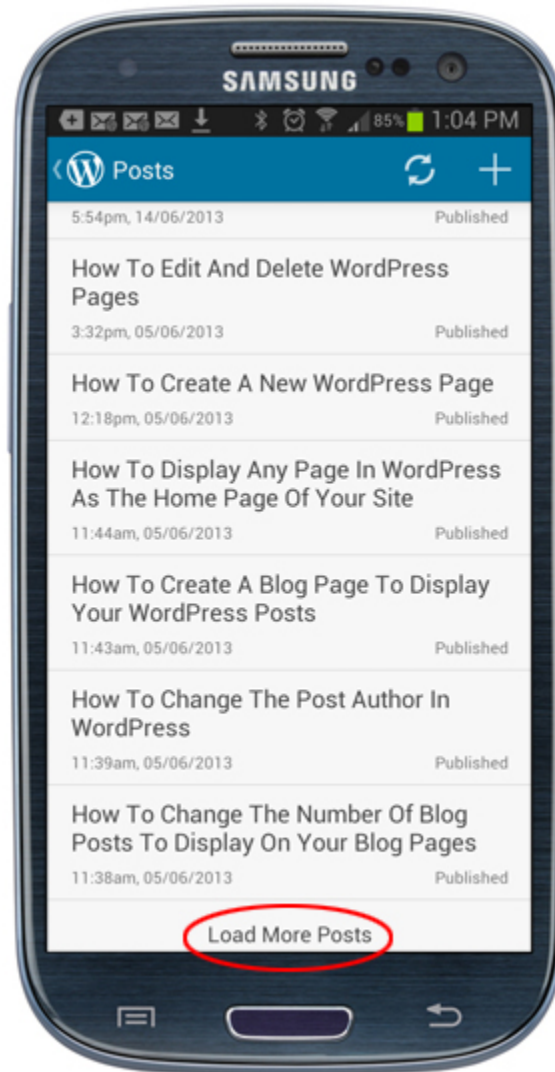 SAMSUNG
85% 1:04 PM
Posts
5:54pm, 14/06/2013 Published
How To Edit And Delete WordPress
Pages
3:32pm, 05/06/2013 Published
How To Create A New WordPress Page
12:18pm, 05/06/2013 Published
How To Display Any Page In WordPress
As The Home Page Of Your Site
11:44am, 05/06/2013 Published
How To Create A Blog Page To Display
Your WordPress Posts
11:43am, 05/06/2013 Published
How To Change The Post Author In
WordPress
11:39am, 05/06/2013 Published
How To Change The Number Of Blog
Posts To Display On Your Blog Pages
11:38am, 05/06/2013 Published
Load More Posts